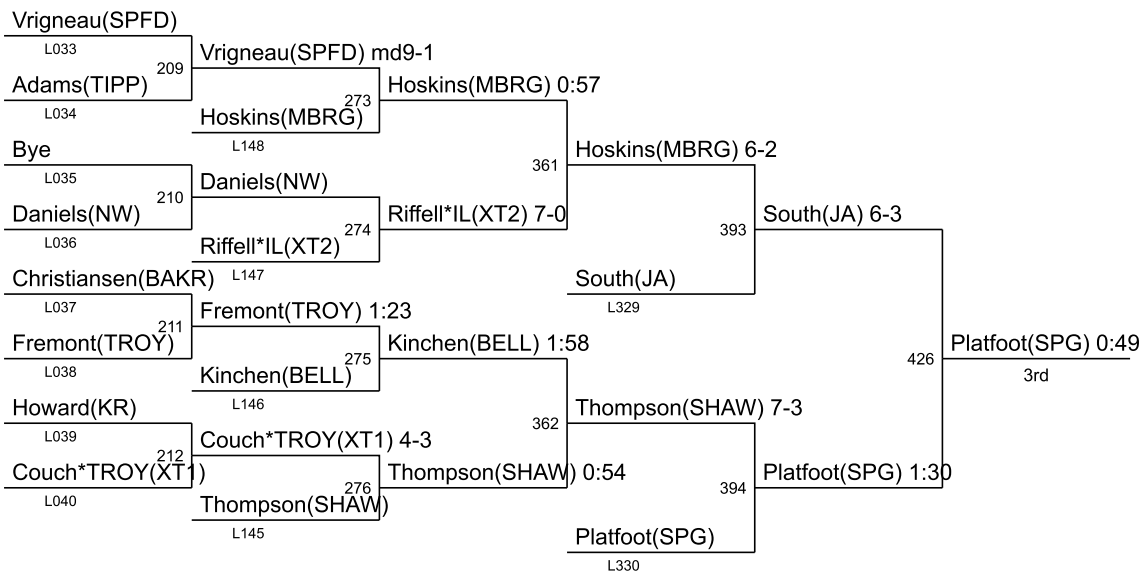 Vrigneau(SPFD)
L033
209
Adams(TIPP)
L034
Bye
L035
210
Daniels(NW)
L036
Christiansen(BAKR)
L037
211
Fremont(TROY)
L038
Howard(KR)
L039
212
Couch*TROY(XT1)
L040
Vrigneau(SPFD) md9-1
273
Hoskins(MBRG)
L148
Daniels(NW)
274
Riffell*IL(XT2)
L147
Fremont(TROY) 1:23
275
Kinchen(BELL)
L146
Couch*TROY(XT1) 4-3
276
Thompson(SHAW)
L145
Hoskins(MBRG) 0:57
361
Riffell*IL(XT2) 7-0
Kinchen(BELL) 1:58
362
Thompson(SHAW) 0:54
Hoskins(MBRG) 6-2
393
South(JA)
L329
Thompson(SHAW) 7-3
394
Platfoot(SPG)
L330
South(JA) 6-3
426
Platfoot(SPG) 1:30
Platfoot(SPG) 0:49
3rd